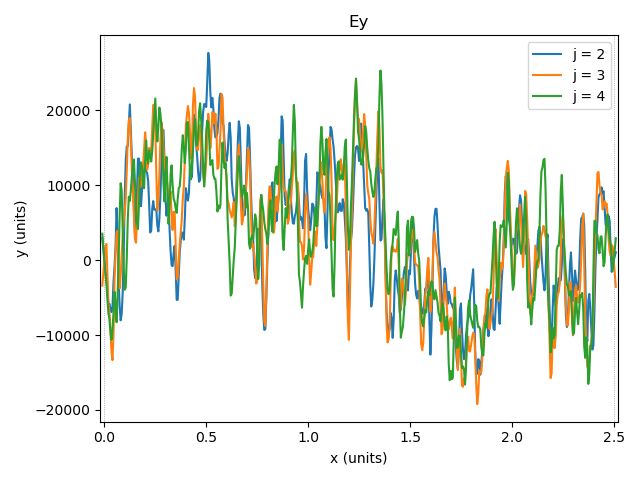 Ey
j = 2
j = 3
j = 4
y (units)
20000
10000
0
−10000
−20000
0.0 0.5 1.0 1.5 2.0 2.5
x (units)